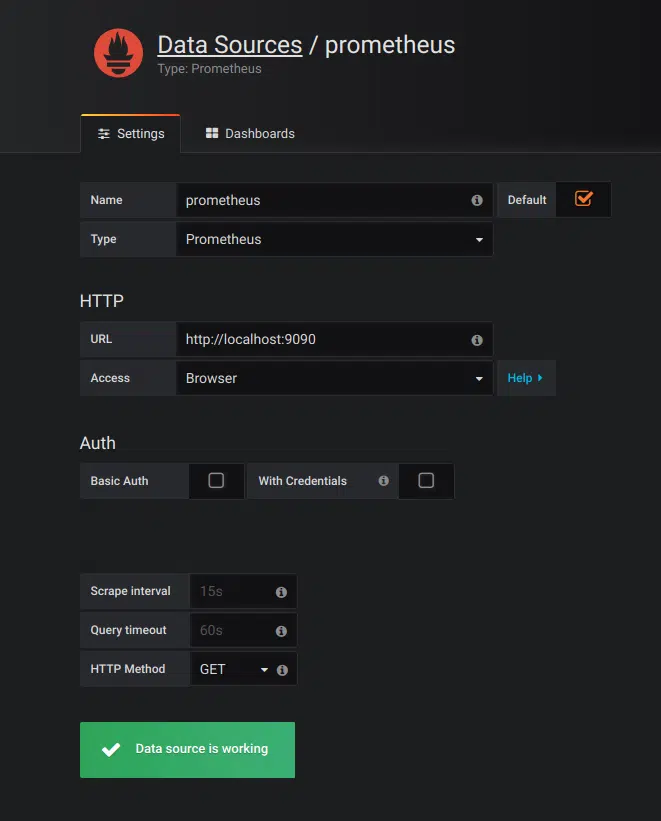 Data Sources / prometheus
Type: Prometheus
Settings Dashboards
Name prometheus Default
Type Prometheus
HTTP
URL http://localhost:9090
Access Browser Help
Auth
Basic Auth With Credentials
Scrape interval 15s
Query timeout 60s
HTTP Method GET
Data source is working